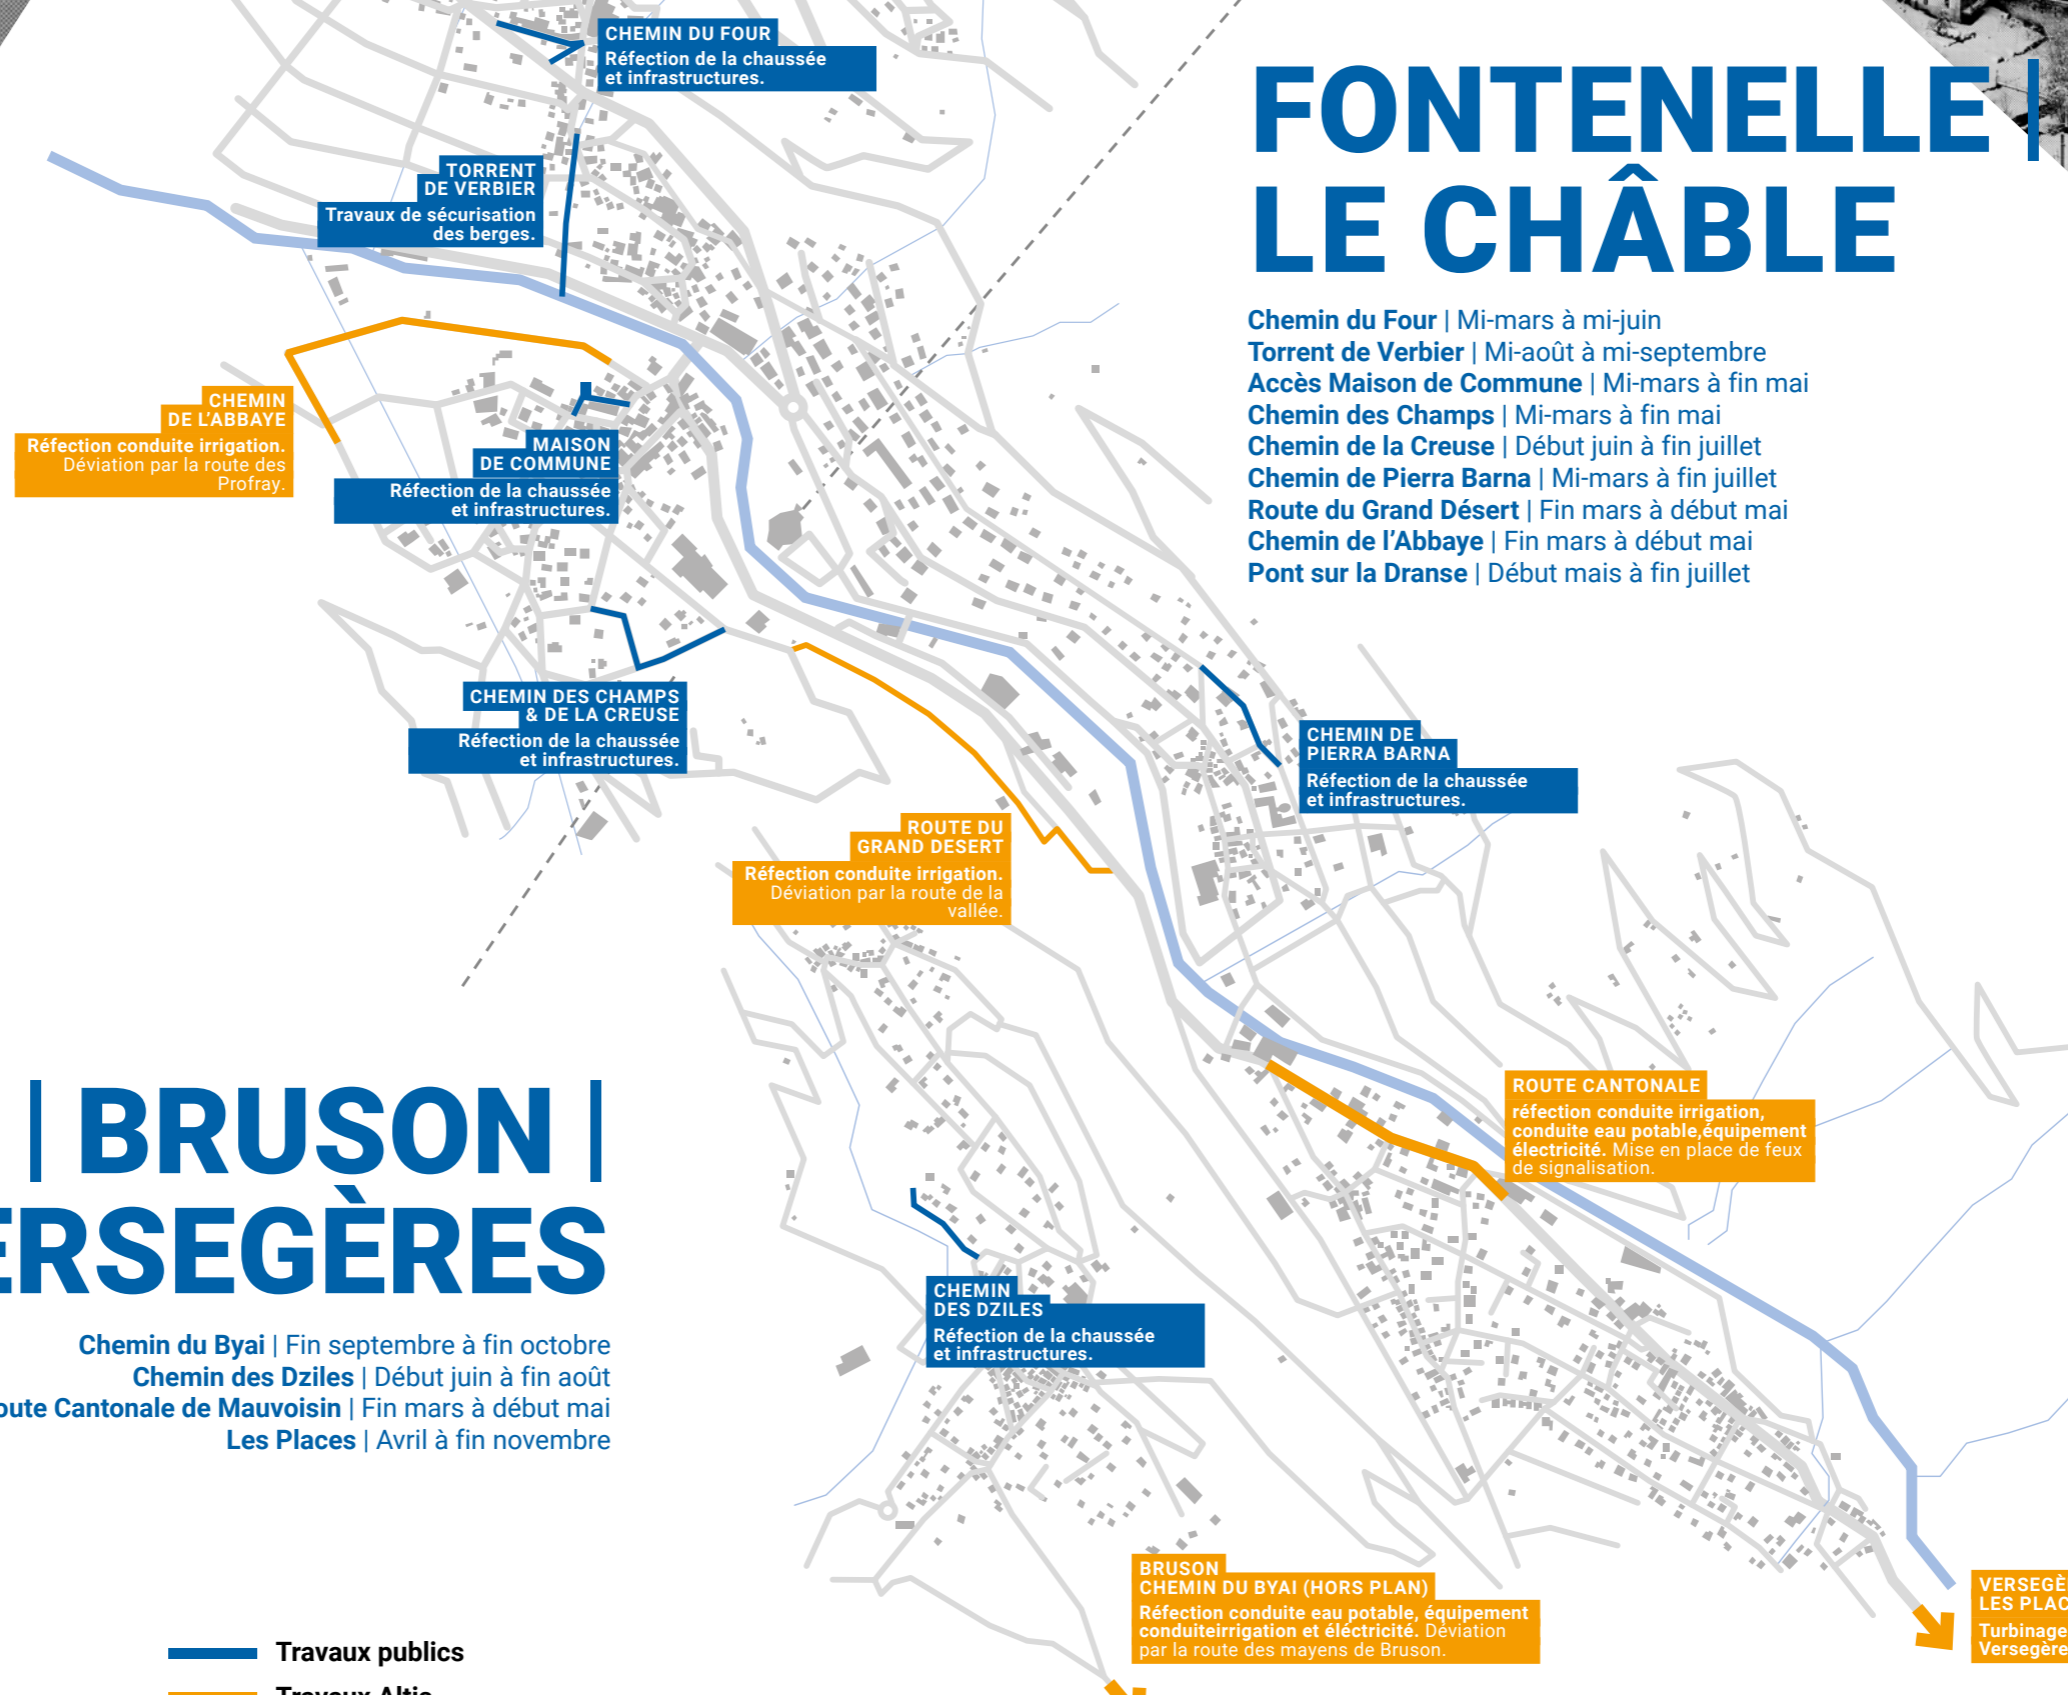 CHEMIN DU FOUR
Réfection de la chaussée
et infrastructures.
FONTENELLE |
LE CHÂBLE
Chemin du Four | Mi-mars à mi-juin
Torrent de Verbier | Mi-août à mi-septembre
Accès Maison de Commune | Mi-mars à fin mai
Chemin des Champs | Mi-mars à fin mai
Chemin de la Creuse | Début juin à fin juillet
Chemin de Pierra Barna | Mi-mars à fin juillet
Route du Grand Désert | Fin mars à début mai
Chemin de l'Abbaye | Fin mars à début mai
Pont sur la Dranse | Début mais à fin juillet
TORRENT
DE VERBIER
Travaux de sécurisation
des berges.
CHEMIN
DE L'ABBAYE
Réfection conduite irrigation.
Déviation par la route des
Profray.
MAISON
DE COMMUNE
Réfection de la chaussée
et infrastructures.
CHEMIN DES CHAMPS
& DE LA CREUSE
Réfection de la chaussée
et infrastructures.
CHEMIN DE
PIERRA BARNA
Réfection de la chaussée
et infrastructures.
ROUTE DU
GRAND DESERT
Réfection conduite irrigation.
Déviation par la route de la
vallée.
ROUTE CANTONALE
réfection conduite irrigation,
conduite eau potable,équipement
électricité. Mise en place de feux
de signalisation.
| BRUSON |
ERSEGÈRES
Chemin du Byai | Fin septembre à fin octobre
Chemin des Dziles | Début juin à fin août
oute Cantonale de Mauvoisin | Fin mars à début mai
Les Places | Avril à fin novembre
CHEMIN
DES DZILES
Réfection de la chaussée
et infrastructures.
BRUSON
CHEMIN DU BYAI (HORS PLAN)
Réfection conduite eau potable, équipement
conduiteirrigation et éléctricité. Déviation
par la route des mayens de Bruson.
VERSEGÈ
LES PLAC
Turbinage
Versegère
Travaux publics
Travaux Altis